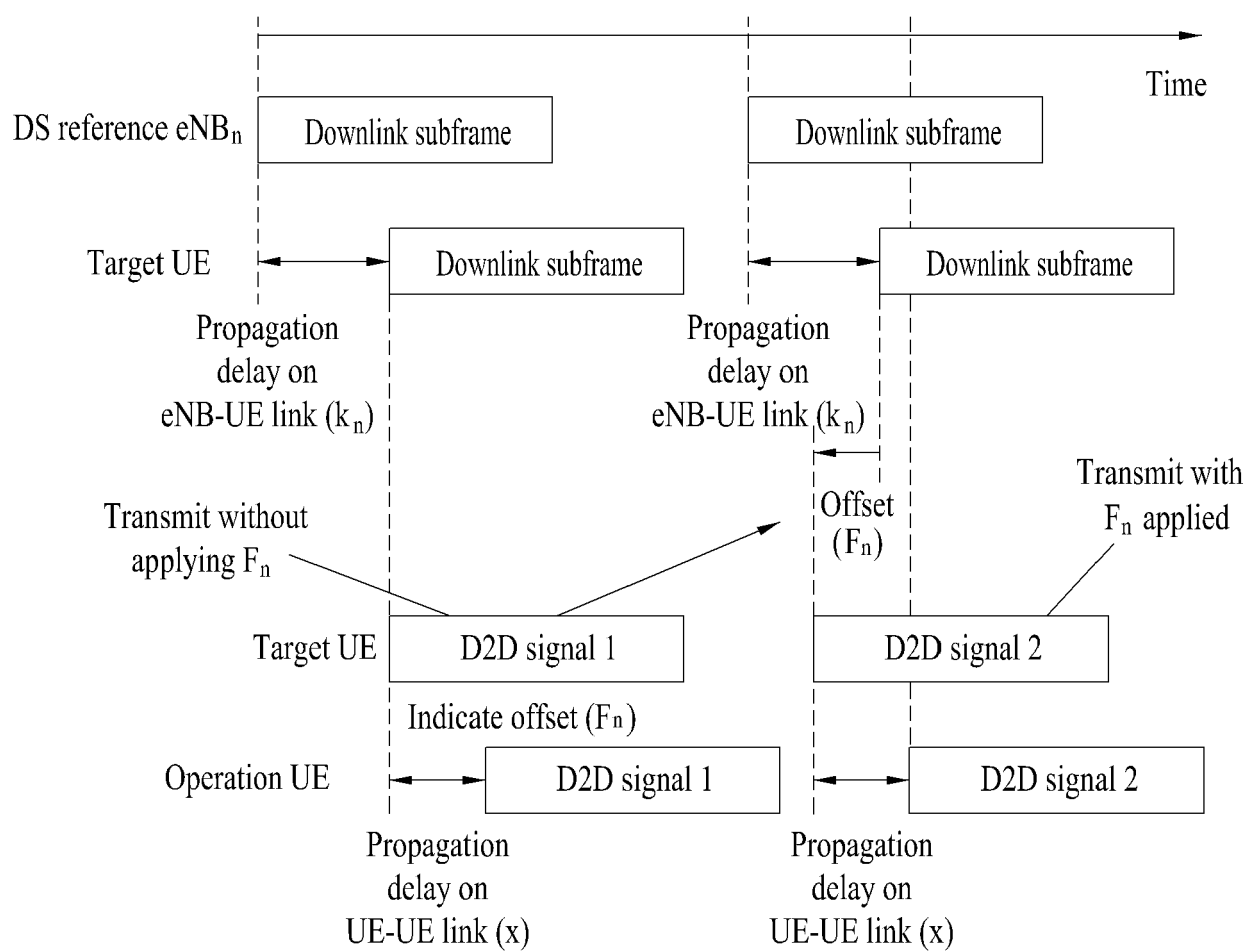 Time
DS reference eNBn
Downlink subframe
Downlink subframe
Target UE
Downlink subframe
Downlink subframe
Propagation
delay on
eNB-UE link (kn)
Propagation
delay on
eNB-UE link (kn)
Transmit without
applying Fn
Offset
(Fn)
Transmit with
Fn applied
Target UE
D2D signal 1
D2D signal 2
Indicate offset (Fn)
Operation UE
D2D signal 1
D2D signal 2
Propagation
delay on
UE-UE link (x)
Propagation
delay on
UE-UE link (x)